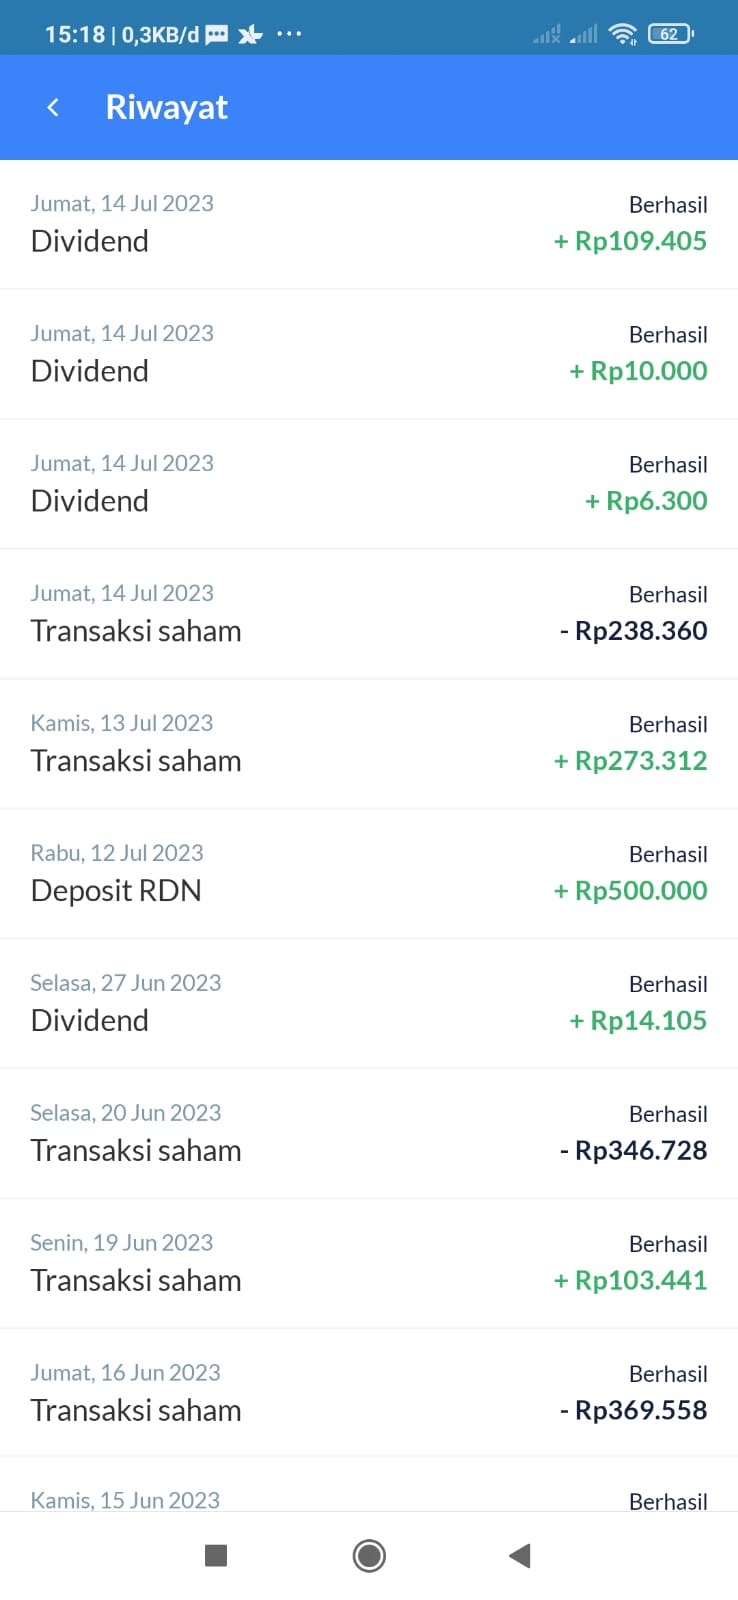 15:18 | 0,3KB/d
62
Riwayat
Jumat, 14 Jul 2023 Berhasil
Dividend + Rp109.405
Jumat, 14 Jul 2023 Berhasil
Dividend + Rp10.000
Jumat, 14 Jul 2023 Berhasil
Dividend + Rp6.300
Jumat, 14 Jul 2023 Berhasil
Transaksi saham - Rp238.360
Kamis, 13 Jul 2023 Berhasil
Transaksi saham + Rp273.312
Rabu, 12 Jul 2023 Berhasil
Deposit RDN + Rp500.000
Selasa, 27 Jun 2023 Berhasil
Dividend + Rp14.105
Selasa, 20 Jun 2023 Berhasil
Transaksi saham - Rp346.728
Senin, 19 Jun 2023 Berhasil
Transaksi saham + Rp103.441
Jumat, 16 Jun 2023 Berhasil
Transaksi saham - Rp369.558
Kamis, 15 Jun 2023 Berhasil